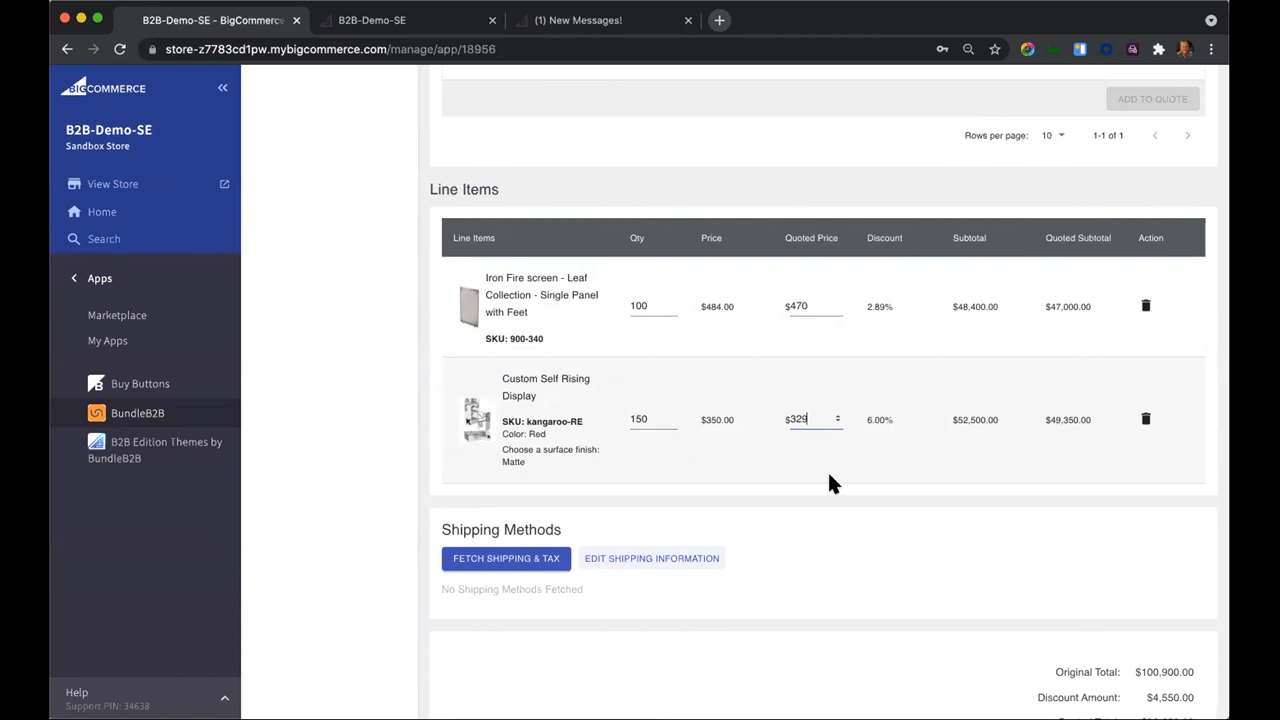 B2B-Demo-SE - BigCommerce
B2B-Demo-SE
(1) New Messages!
store-z7783cd1pw.mybigcommerce.com/manage/app/18956
BIGCOMMERCE
B2B-Demo-SE
Sandbox Store
View Store
Home
Search
Apps
Marketplace
My Apps
Buy Buttons
BundleB2B
B2B Edition Themes by
BundleB2B
Help
Support PIN: 34638
ADD TO QUOTE
Rows per page: 10 1-1 of 1
Line Items
Line Items Qty Price Quoted Price Discount Subtotal Quoted Subtotal Action
Iron Fire screen - Leaf
Collection - Single Panel
with Feet
SKU: 900-340
100 $484.00 $470 2.89% $48,400.00 $47,000.00
Custom Self Rising
Display
SKU: kangaroo-RE
Color: Red
Choose a surface finish:
Matte
150 $350.00 $329 6.00% $52,500.00 $49,350.00
Shipping Methods
FETCH SHIPPING & TAX EDIT SHIPPING INFORMATION
No Shipping Methods Fetched
Original Total: $100,900.00
Discount Amount: $4,550.00